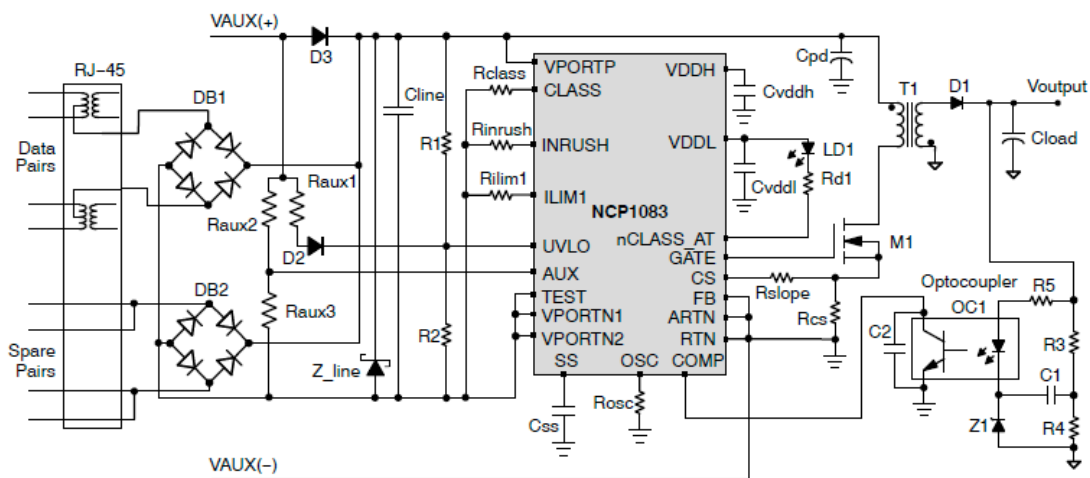 VAUX(+)
D3
RJ-45
DB1
Data
Pairs
Raux1
Raux2
D2
DB2
Raux3
Spare
Pairs
Z_line
VAUX(−)
Cline
R1
R2
Rclass
Rinrush
Rilim1
VPORTP
CLASS
INRUSH
ILIM1
NCP1083
UVLO
AUX
TEST
VPORTN1
VPORTN2
SS
OSC
COMP
VDDH
VDDL
nCLASS_AT
GATE
CS
FB
ARTN
RTN
Css
Rosc
Cvddh
Cvddl
LD1
Rd1
Cpd
T1
D1
Voutput
Cload
M1
Rslope
Rcs
Optocoupler
OC1
C2
R5
R3
C1
Z1
R4